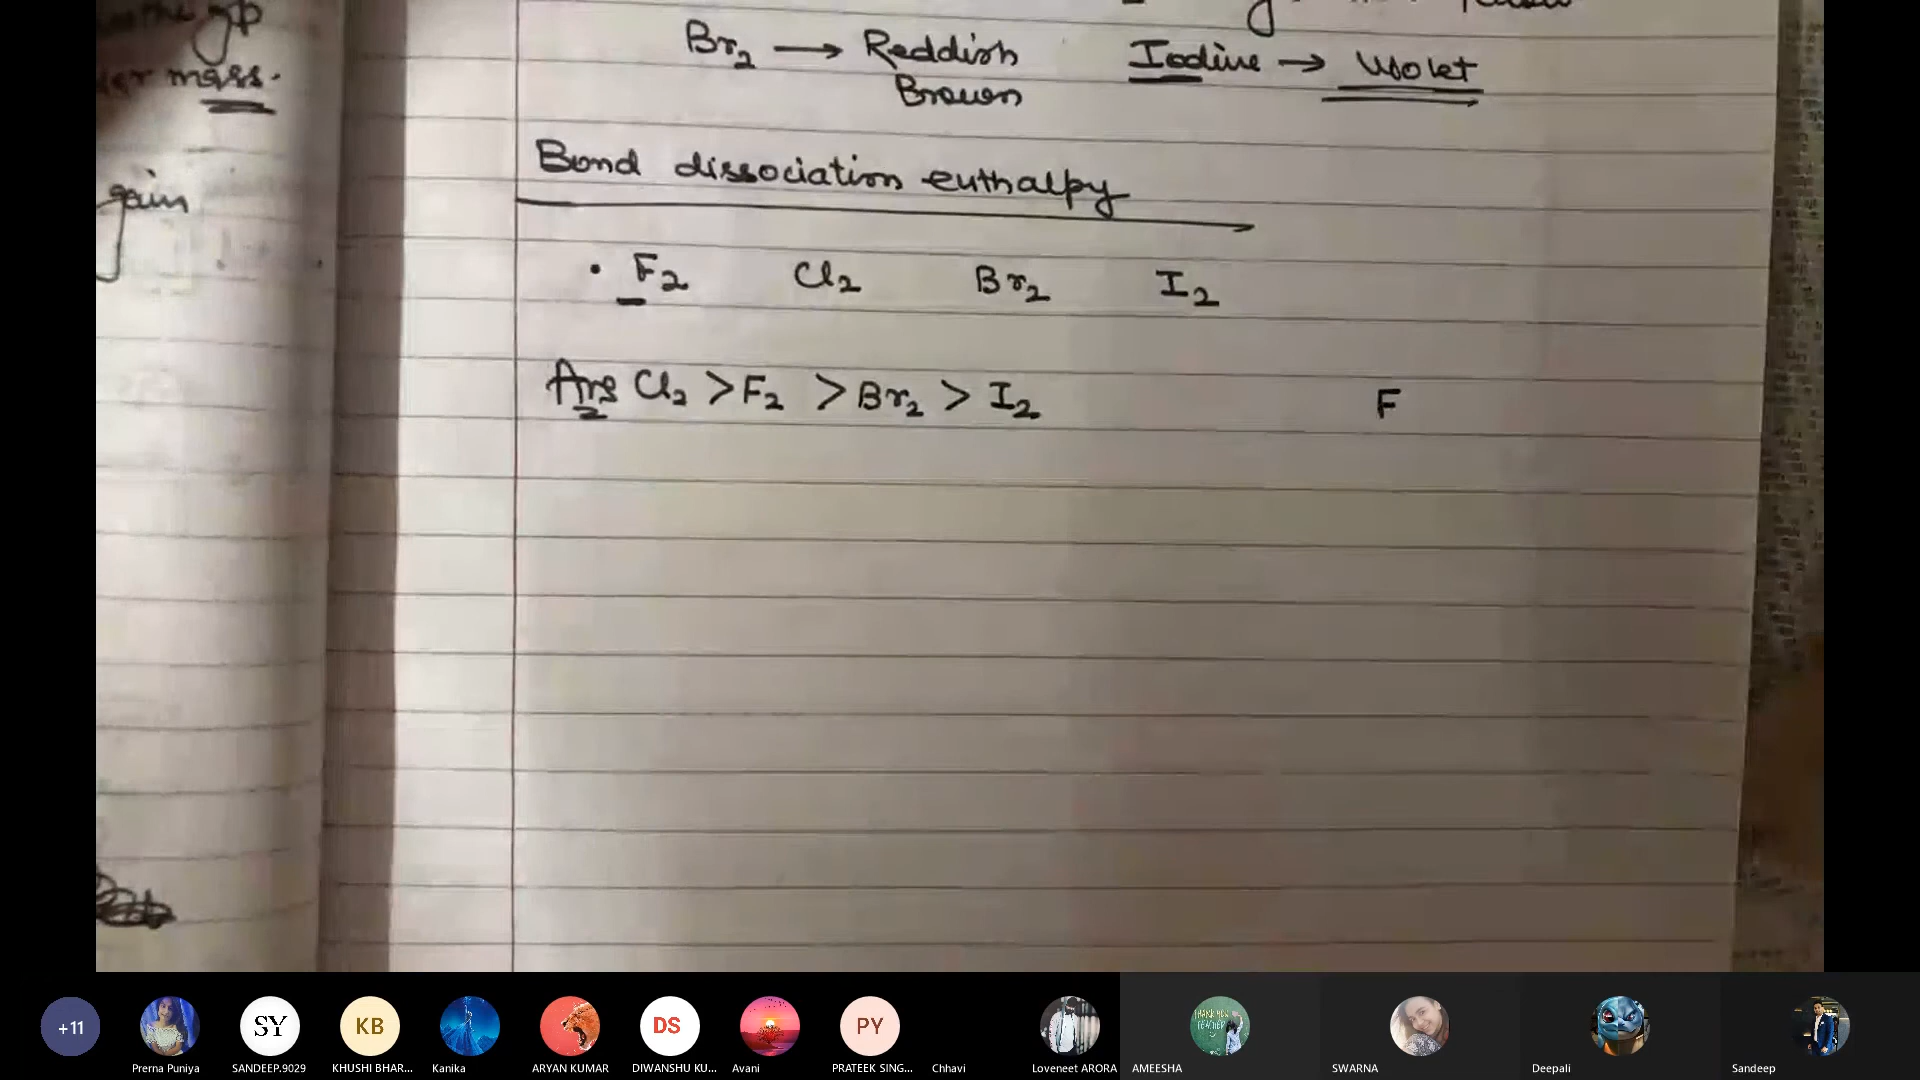 mass.
gain
Br2 → Reddish Iodine → Violet
Brown
Bond dissociation enthalpy
• F2 Cl2 Br2 I2
Ans Cl2 > F2 > Br2 > I2 F
+11 SY KB DS PY
Prerna Puniya SANDEEP.9029 KHUSHI BHAR... Kanika ARYAN KUMAR DIWANSHU KU... Avani PRATEEK SING... Chhavi Loveneet ARORA AMEESHA SWARNA Deepali Sandeep